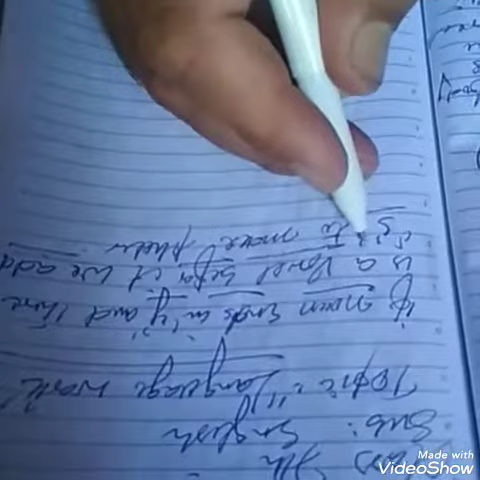 Class
Sub: English
Topic: "Language work"
if noun ends in "y" and there
is a Vowel before it we add
"s" to make plural
Made with
VideoShow